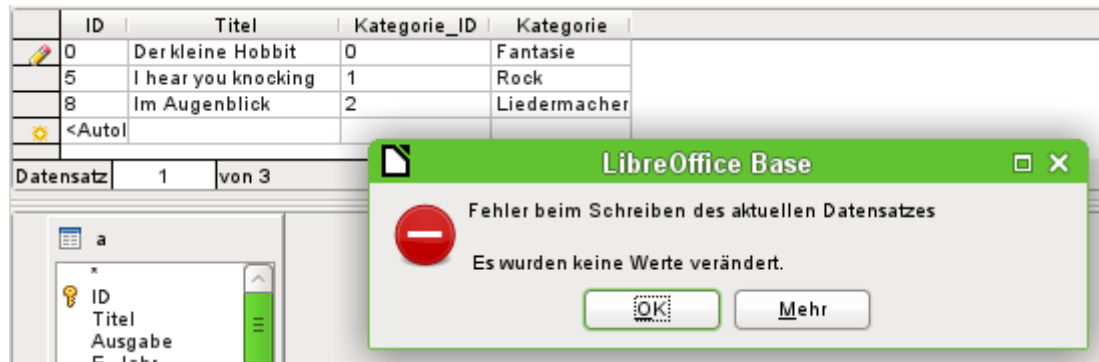 ID Titel Kategorie_ID Kategorie
0 Der kleine Hobbit 0 Fantasie
5 I hear you knocking 1 Rock
8 Im Augenblick 2 Liedermacher
<AutoI
Datensatz 1 von 3
LibreOffice Base
Fehler beim Schreiben des aktuellen Datensatzes
Es wurden keine Werte verändert.
OK Mehr
a
*
ID
Titel
Ausgabe